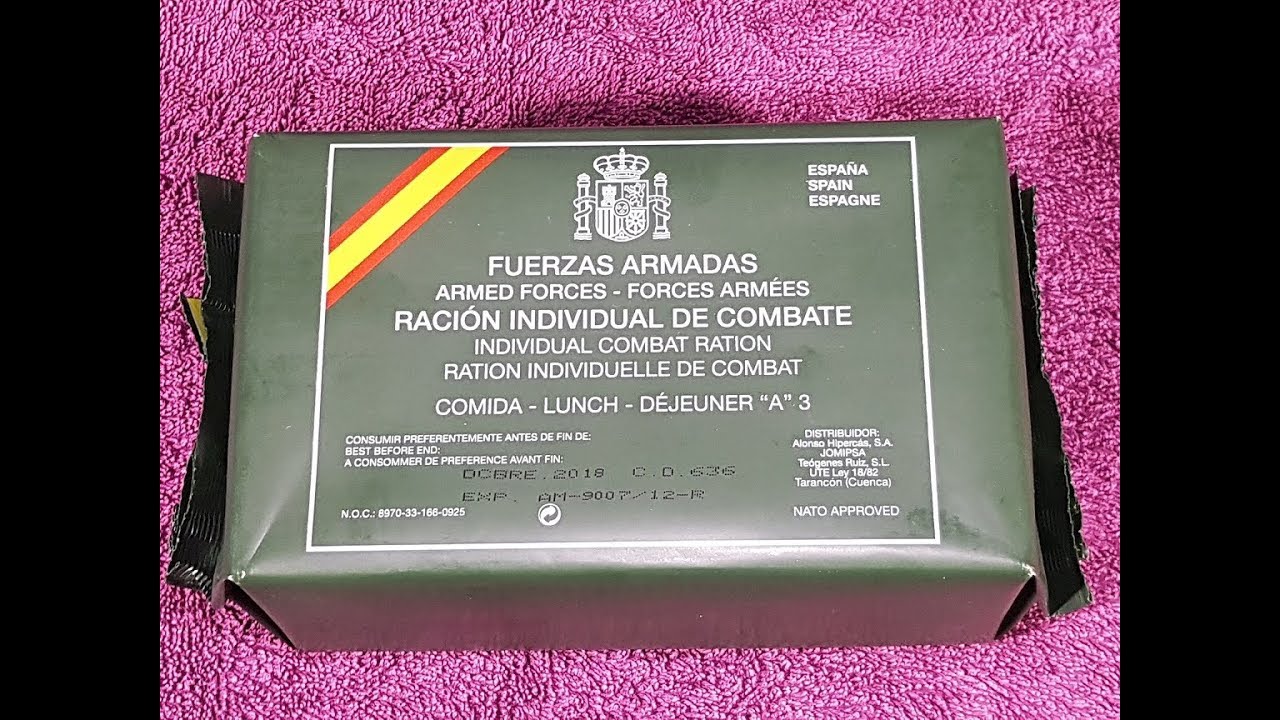 ESPAÑA
SPAIN
ESPAGNE
FUERZAS ARMADAS
ARMED FORCES - FORCES ARMÉES
RACIÓN INDIVIDUAL DE COMBATE
INDIVIDUAL COMBAT RATION
RATION INDIVIDUELLE DE COMBAT
COMIDA - LUNCH - DÉJEUNER “A” 3
CONSUMIR PREFERENTEMENTE ANTES DE FIN DE:
BEST BEFORE END:
A CONSOMMER DE PREFERENCE AVANT FIN:
DCBRE.2018 C.D.636
EXP. AM-9007/12-R
N.O.C.: 8970-33-166-0925
DISTRIBUIDOR:
Alonso Hipercás, S.A.
JOMIPSA
Teógenes Ruiz, S.L.
UTE Ley 18/82
Tarancón (Cuenca)
NATO APPROVED